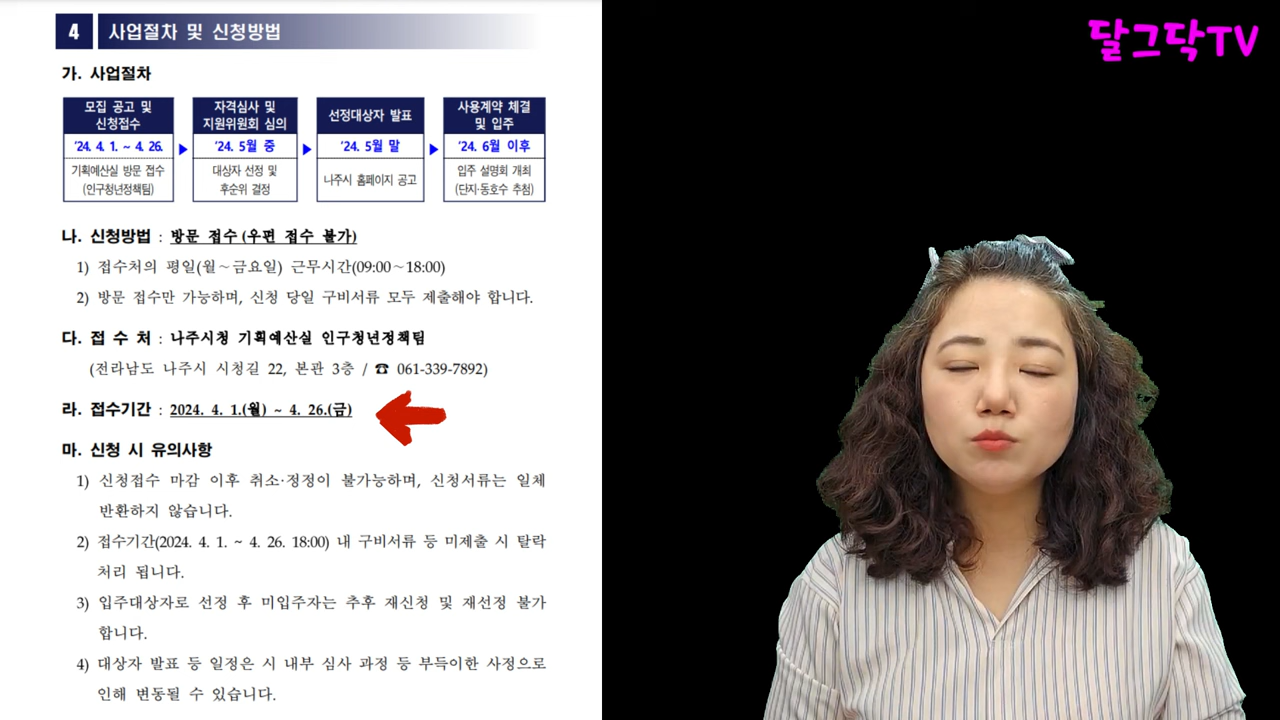 4 사업절차 및 신청방법
달그닥TV
가. 사업절차
모집 공고 및
신청접수
'24. 4. 1. ~ 4. 26.
기획예산실 방문 접수
(인구청년정책팀)
자격심사 및
지원위원회 심의
'24. 5월 중
대상자 선정 및
후순위 결정
선정대상자 발표
'24. 5월 말
나주시 홈페이지 공고
사용계약 체결
및 입주
'24. 6월 이후
입주 설명회 개최
(단지·동호수 추첨)
나. 신청방법 : 방문 접수(우편 접수 불가)
1) 접수처의 평일(월~금요일) 근무시간(09:00~18:00)
2) 방문 접수만 가능하며, 신청 당일 구비서류 모두 제출해야 합니다.
다. 접 수 처 : 나주시청 기획예산실 인구청년정책팀
(전라남도 나주시 시청길 22, 본관 3층 / ☎ 061-339-7892)
라. 접수기간 : 2024. 4. 1.(월) ~ 4. 26.(금)
마. 신청 시 유의사항
1) 신청접수 마감 이후 취소·정정이 불가능하며, 신청서류는 일체
반환하지 않습니다.
2) 접수기간(2024. 4. 1. ~ 4. 26. 18:00) 내 구비서류 등 미제출 시 탈락
처리 됩니다.
3) 입주대상자로 선정 후 미입주자는 추후 재신청 및 재선정 불가
합니다.
4) 대상자 발표 등 일정은 시 내부 심사 과정 등 부득이한 사정으로
인해 변동될 수 있습니다.